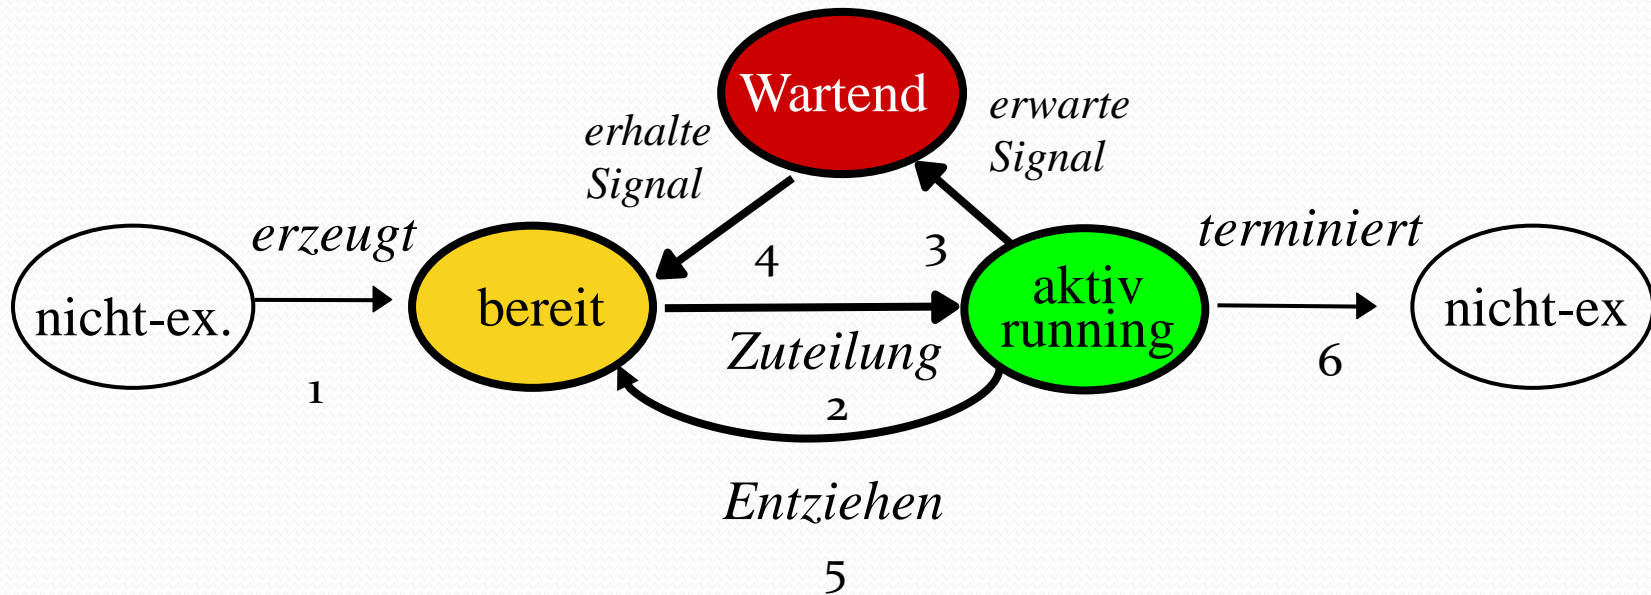 Wartend
erhalte
Signal
erwarte
Signal
erzeugt
terminiert
4
3
nicht-ex.
bereit
aktiv
running
nicht-ex
Zuteilung
1
2
6
Entziehen
5